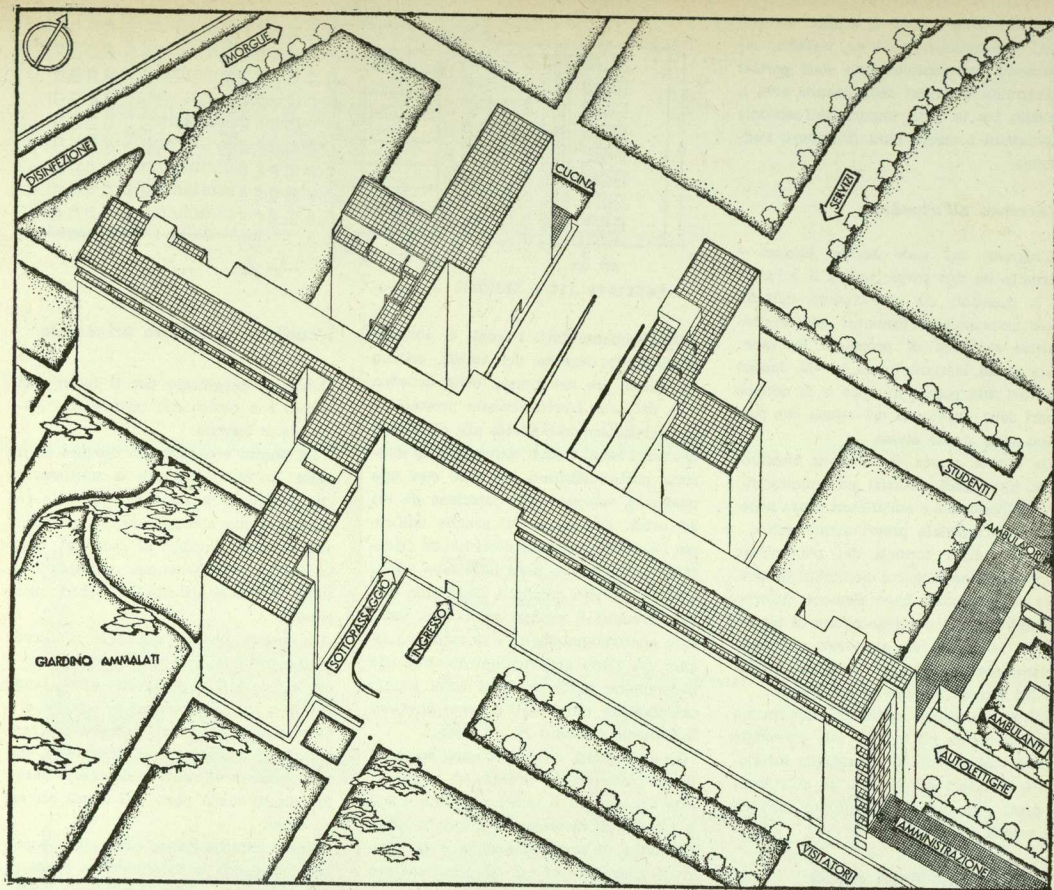 MORGUE
DISINFEZIONE
CUCINA
SERVIZI
STUDENTI
AMBULATORI
GIARDINO AMMALATI
SOTTOPASSAGGIO
INGRESSO
AMBULANTI
AUTOLETTIGHE
AMMINISTRAZIONE
VISITATORI